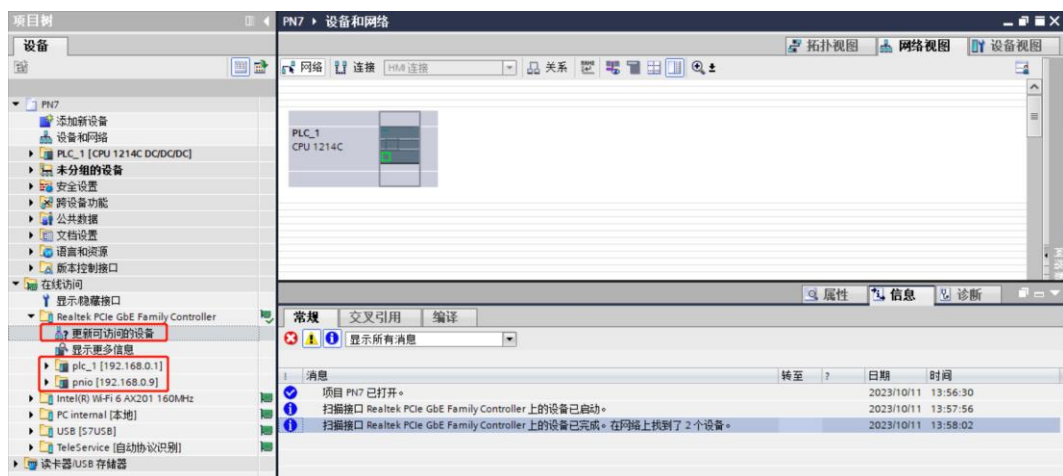 项目树
设备
PN7
添加新设备
设备和网络
PLC_1 [CPU 1214C DC/DC/DC]
未分组的设备
安全设置
跨设备功能
公共数据
文档设置
语言和资源
版本控制接口
在线访问
显示/隐藏接口
Realtek PCIe GbE Family Controller
更新可访问的设备
显示更多信息
plc_1 [192.168.0.1]
pnio [192.168.0.9]
Intel(R) Wi-Fi 6 AX201 160MHz
PC internal [本地]
USB [S7USB]
TeleService [自动协议识别]
读卡器/USB 存储器
PN7 ▸ 设备和网络
拓扑视图 网络视图 设备视图
网络 连接 HMI 连接 关系
PLC_1
CPU 1214C
属性 信息 诊断
常规 交叉引用 编译
显示所有消息
! 消息 转至 ? 日期 时间
项目 PN7 已打开。 2023/10/11 13:56:30
扫描接口 Realtek PCIe GbE Family Controller 上的设备已启动。 2023/10/11 13:57:56
扫描接口 Realtek PCIe GbE Family Controller 上的设备已完成。在网络上找到了 2 个设备。 2023/10/11 13:58:02